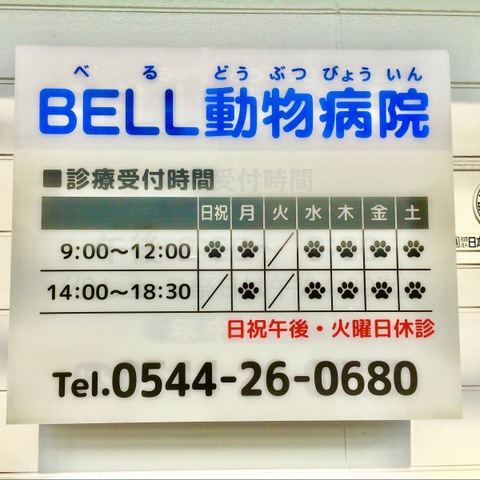 べる どうぶつびょういん
BELL動物病院
■診療受付時間
日祝 月 火 水 木 金 土
9:00～12:00 ／
14:00～18:30 ／ ／
日祝午後・火曜日休診
Tel.0544-26-0680
日本